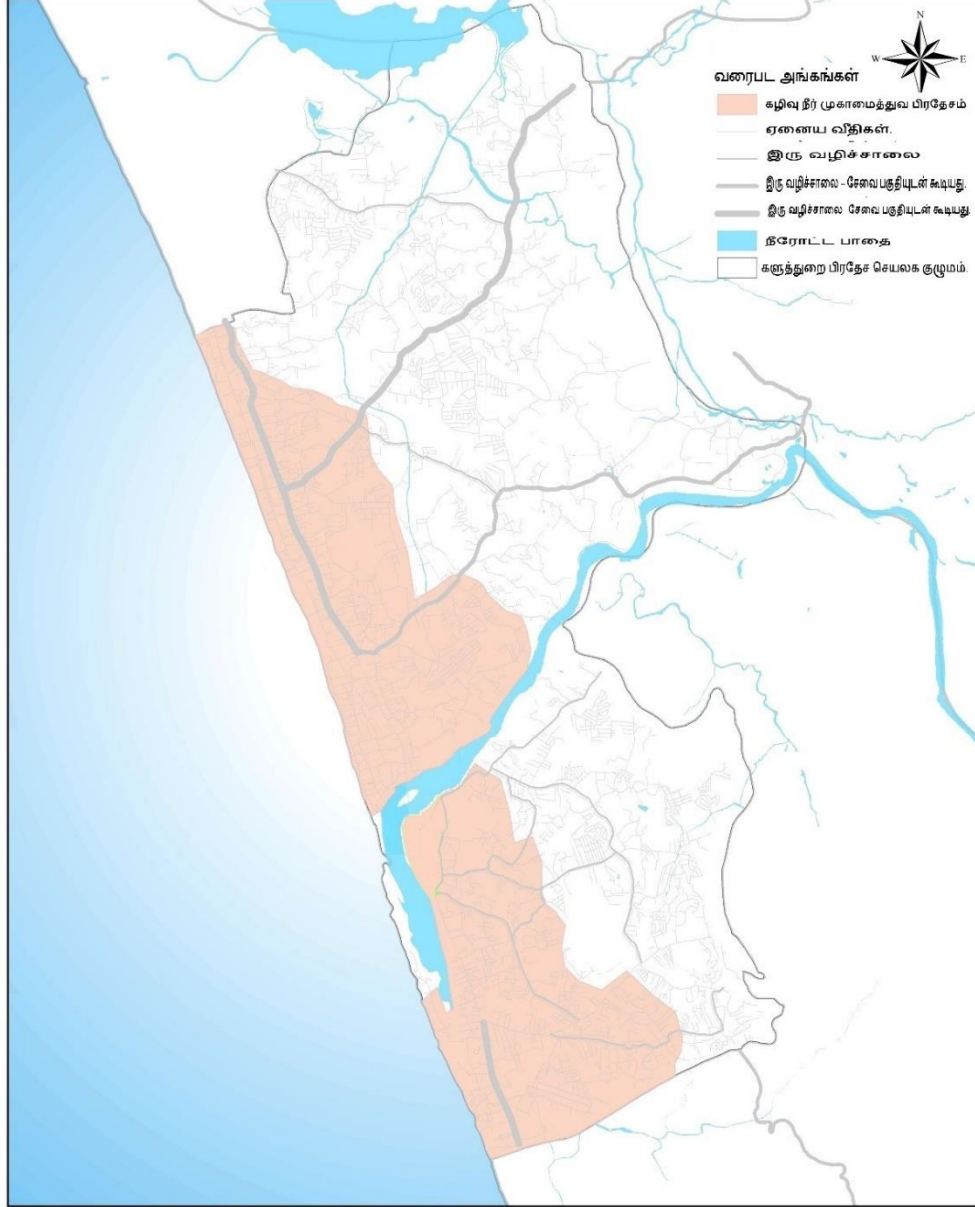 N
W
E
வரைபட அங்கங்கள்
கழிவு நீர் முகாமைத்துவ பிரதேசம்
ஏனைய வீதிகள்.
இரு வழிச்சாலை
இரு வழிச்சாலை - சேவை பகுதியுடன் கூடியது.
இரு வழிச்சாலை சேவை பகுதியுடன் கூடியது.
நீரோட்ட பாதை
களுத்துறை பிரதேச செயலக குழுமம்.